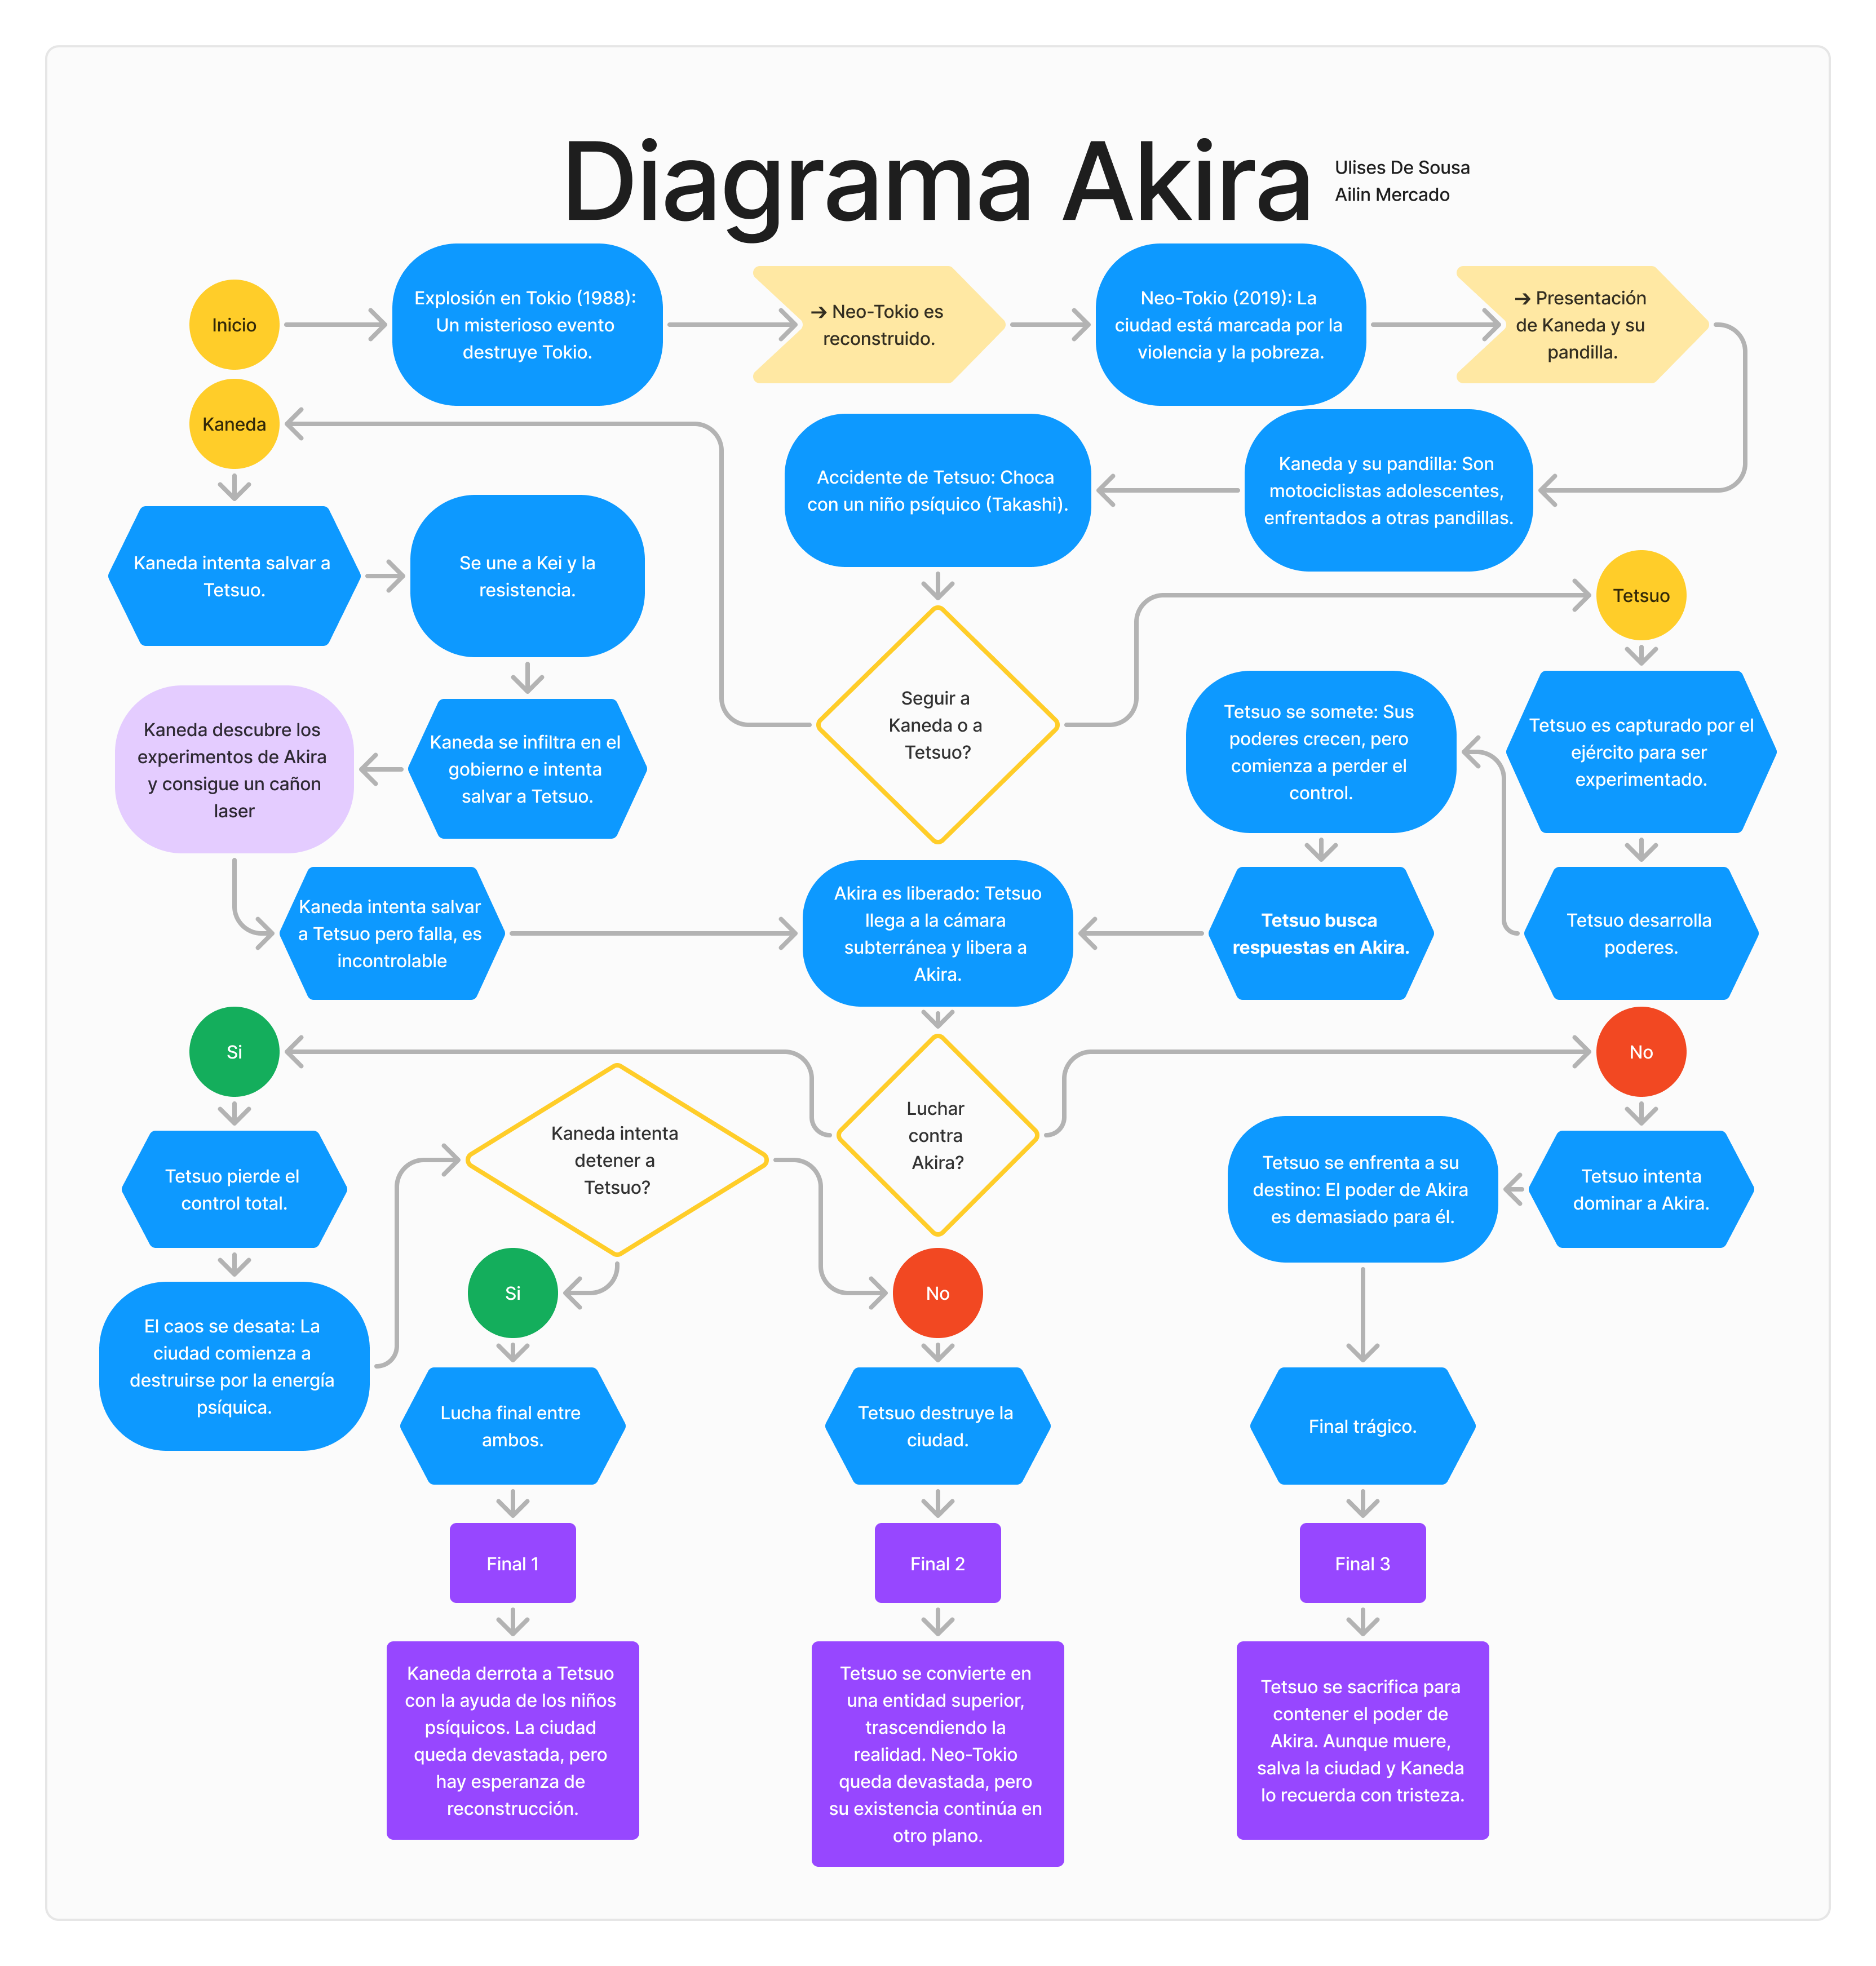 Diagrama Akira
Ulises De Sousa
Ailin Mercado
Inicio
Explosión en Tokio (1988):
Un misterioso evento
destruye Tokio.
→ Neo-Tokio es
reconstruido.
Neo-Tokio (2019): La
ciudad está marcada por la
violencia y la pobreza.
→ Presentación
de Kaneda y su
pandilla.
Kaneda
Accidente de Tetsuo: Choca
con un niño psíquico (Takashi).
Kaneda y su pandilla: Son
motociclistas adolescentes,
enfrentados a otras pandillas.
Kaneda intenta salvar a
Tetsuo.
Se une a Kei y la
resistencia.
Tetsuo
Seguir a
Kaneda o a
Tetsuo?
Kaneda descubre los
experimentos de Akira
y consigue un cañon
laser
Kaneda se infiltra en el
gobierno e intenta
salvar a Tetsuo.
Tetsuo se somete: Sus
poderes crecen, pero
comienza a perder el
control.
Tetsuo es capturado por el
ejército para ser
experimentado.
Kaneda intenta salvar
a Tetsuo pero falla, es
incontrolable
Akira es liberado: Tetsuo
llega a la cámara
subterránea y libera a
Akira.
Tetsuo busca
respuestas en Akira.
Tetsuo desarrolla
poderes.
Si
No
Luchar
contra
Akira?
Kaneda intenta
detener a
Tetsuo?
Tetsuo pierde el
control total.
Tetsuo se enfrenta a su
destino: El poder de Akira
es demasiado para él.
Tetsuo intenta
dominar a Akira.
Si
No
El caos se desata: La
ciudad comienza a
destruirse por la energía
psíquica.
Lucha final entre
ambos.
Tetsuo destruye la
ciudad.
Final trágico.
Final 1
Final 2
Final 3
Kaneda derrota a Tetsuo
con la ayuda de los niños
psíquicos. La ciudad
queda devastada, pero
hay esperanza de
reconstrucción.
Tetsuo se convierte en
una entidad superior,
trascendiendo la
realidad. Neo-Tokio
queda devastada, pero
su existencia continúa en
otro plano.
Tetsuo se sacrifica para
contener el poder de
Akira. Aunque muere,
salva la ciudad y Kaneda
lo recuerda con tristeza.